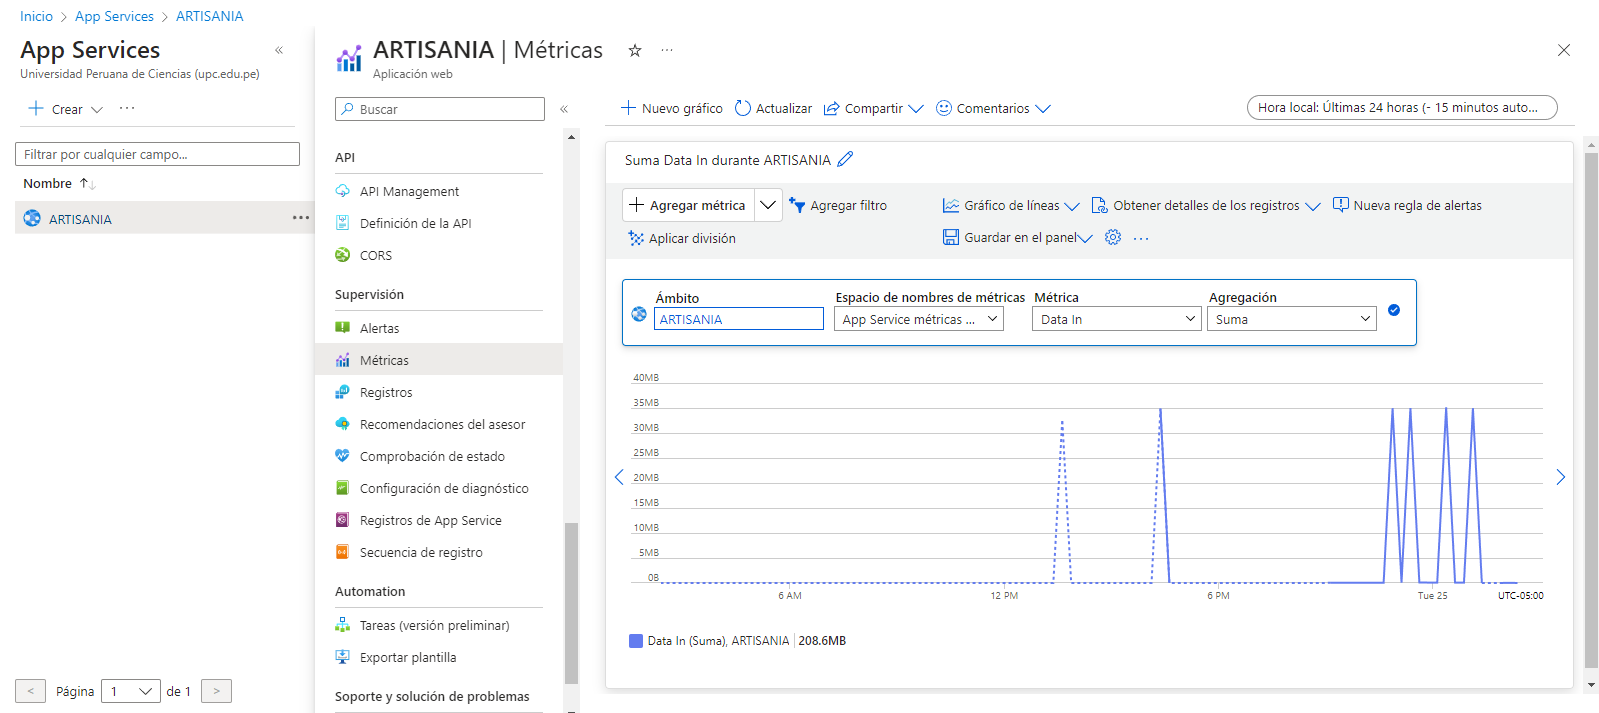 Inicio > App Services > ARTISANIA
App Services
Universidad Peruana de Ciencias (upc.edu.pe)
Crear
Filtrar por cualquier campo...
Nombre
ARTISANIA
< Página 1 de 1 >
ARTISANIA | Métricas
Aplicación web
Buscar
API
API Management
Definición de la API
CORS
Supervisión
Alertas
Métricas
Registros
Recomendaciones del asesor
Comprobación de estado
Configuración de diagnóstico
Registros de App Service
Secuencia de registro
Automation
Tareas (versión preliminar)
Exportar plantilla
Soporte y solución de problemas
Nuevo gráfico Actualizar Compartir Comentarios
Hora local: Últimas 24 horas (- 15 minutos auto...
Suma Data In durante ARTISANIA
Agregar métrica Agregar filtro Gráfico de líneas Obtener detalles de los registros Nueva regla de alertas
Aplicar división Guardar en el panel
Ámbito Espacio de nombres de métricas Métrica Agregación
ARTISANIA App Service métricas ... Data In Suma
40MB
35MB
30MB
25MB
20MB
15MB
10MB
5MB
0B
6 AM 12 PM 6 PM Tue 25 UTC-05:00
Data In (Suma), ARTISANIA | 208.6MB